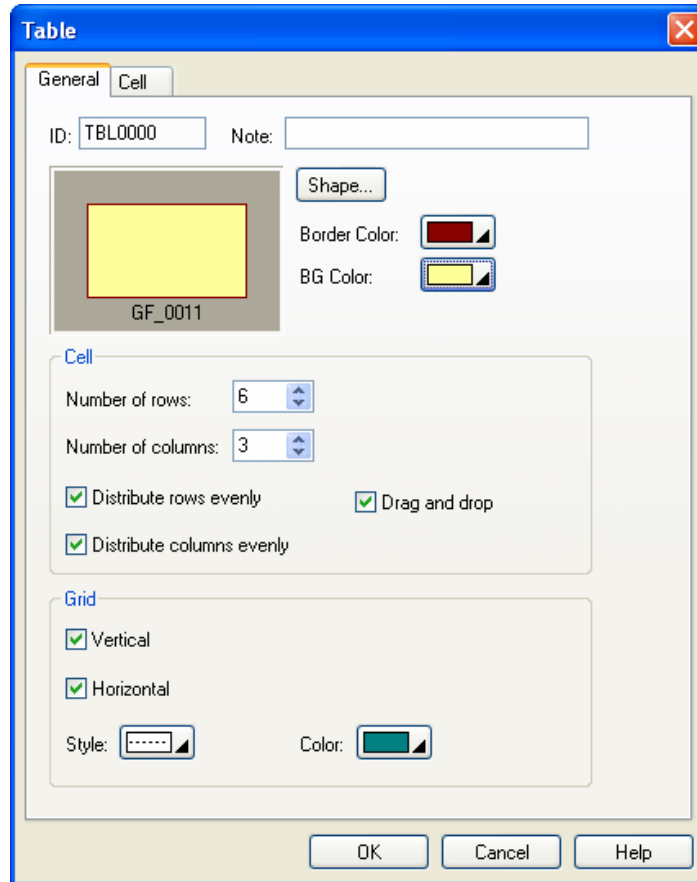 Table
General Cell
ID: TBL0000 Note:
Shape...
Border Color:
BG Color:
GF_0011
Cell
Number of rows: 6
Number of columns: 3
Distribute rows evenly Drag and drop
Distribute columns evenly
Grid
Vertical
Horizontal
Style: Color:
OK Cancel Help